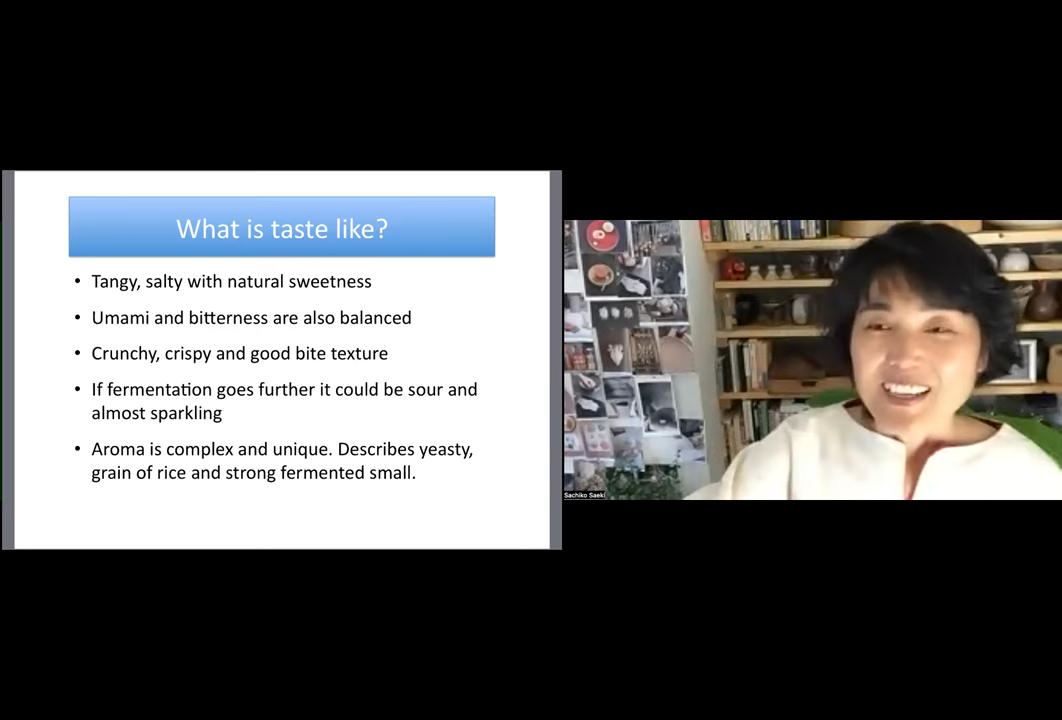 What is taste like?
• Tangy, salty with natural sweetness
• Umami and bitterness are also balanced
• Crunchy, crispy and good bite texture
• If fermentation goes further it could be sour and
almost sparkling
• Aroma is complex and unique. Describes yeasty,
grain of rice and strong fermented small.
Sachiko Saeki